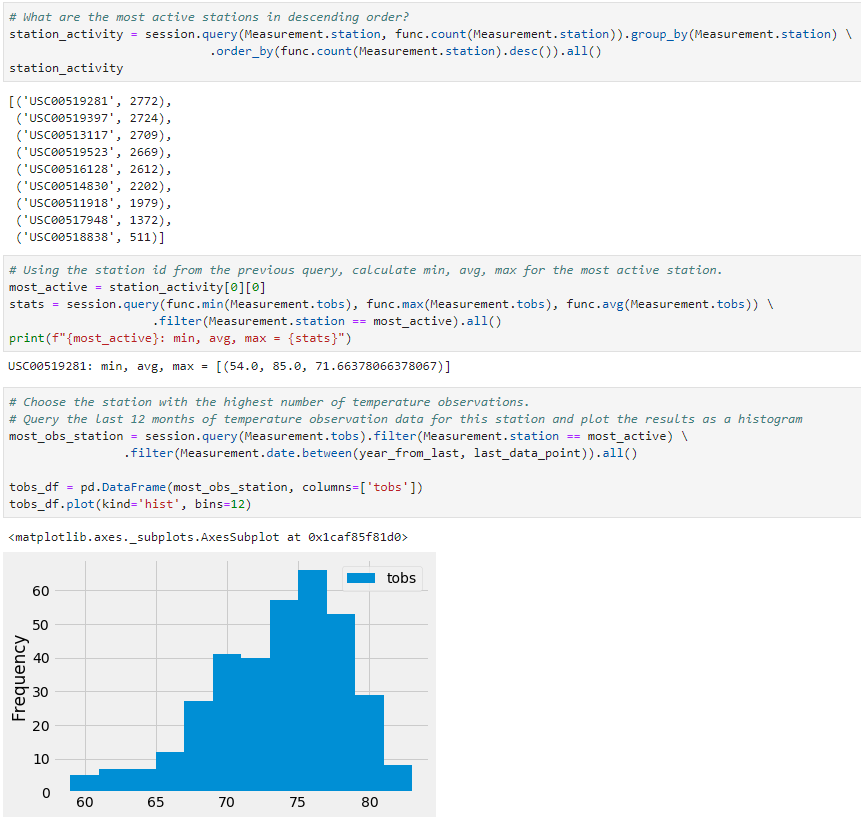 # What are the most active stations in descending order?
station_activity = session.query(Measurement.station, func.count(Measurement.station)).group_by(Measurement.station) \
.order_by(func.count(Measurement.station).desc()).all()
station_activity
[('USC00519281', 2772),
('USC00519397', 2724),
('USC00513117', 2709),
('USC00519523', 2669),
('USC00516128', 2612),
('USC00514830', 2202),
('USC00511918', 1979),
('USC00517948', 1372),
('USC00518838', 511)]
# Using the station id from the previous query, calculate min, avg, max for the most active station.
most_active = station_activity[0][0]
stats = session.query(func.min(Measurement.tobs), func.max(Measurement.tobs), func.avg(Measurement.tobs)) \
.filter(Measurement.station == most_active).all()
print(f"{most_active}: min, avg, max = {stats}")
USC00519281: min, avg, max = [(54.0, 85.0, 71.66378066378067)]
# Choose the station with the highest number of temperature observations.
# Query the last 12 months of temperature observation data for this station and plot the results as a histogram
most_obs_station = session.query(Measurement.tobs).filter(Measurement.station == most_active) \
.filter(Measurement.date.between(year_from_last, last_data_point)).all()
tobs_df = pd.DataFrame(most_obs_station, columns=['tobs'])
tobs_df.plot(kind='hist', bins=12)
<matplotlib.axes._subplots.AxesSubplot at 0x1caf85f81d0>
tobs
Frequency
60
50
40
30
20
10
0
60 65 70 75 80